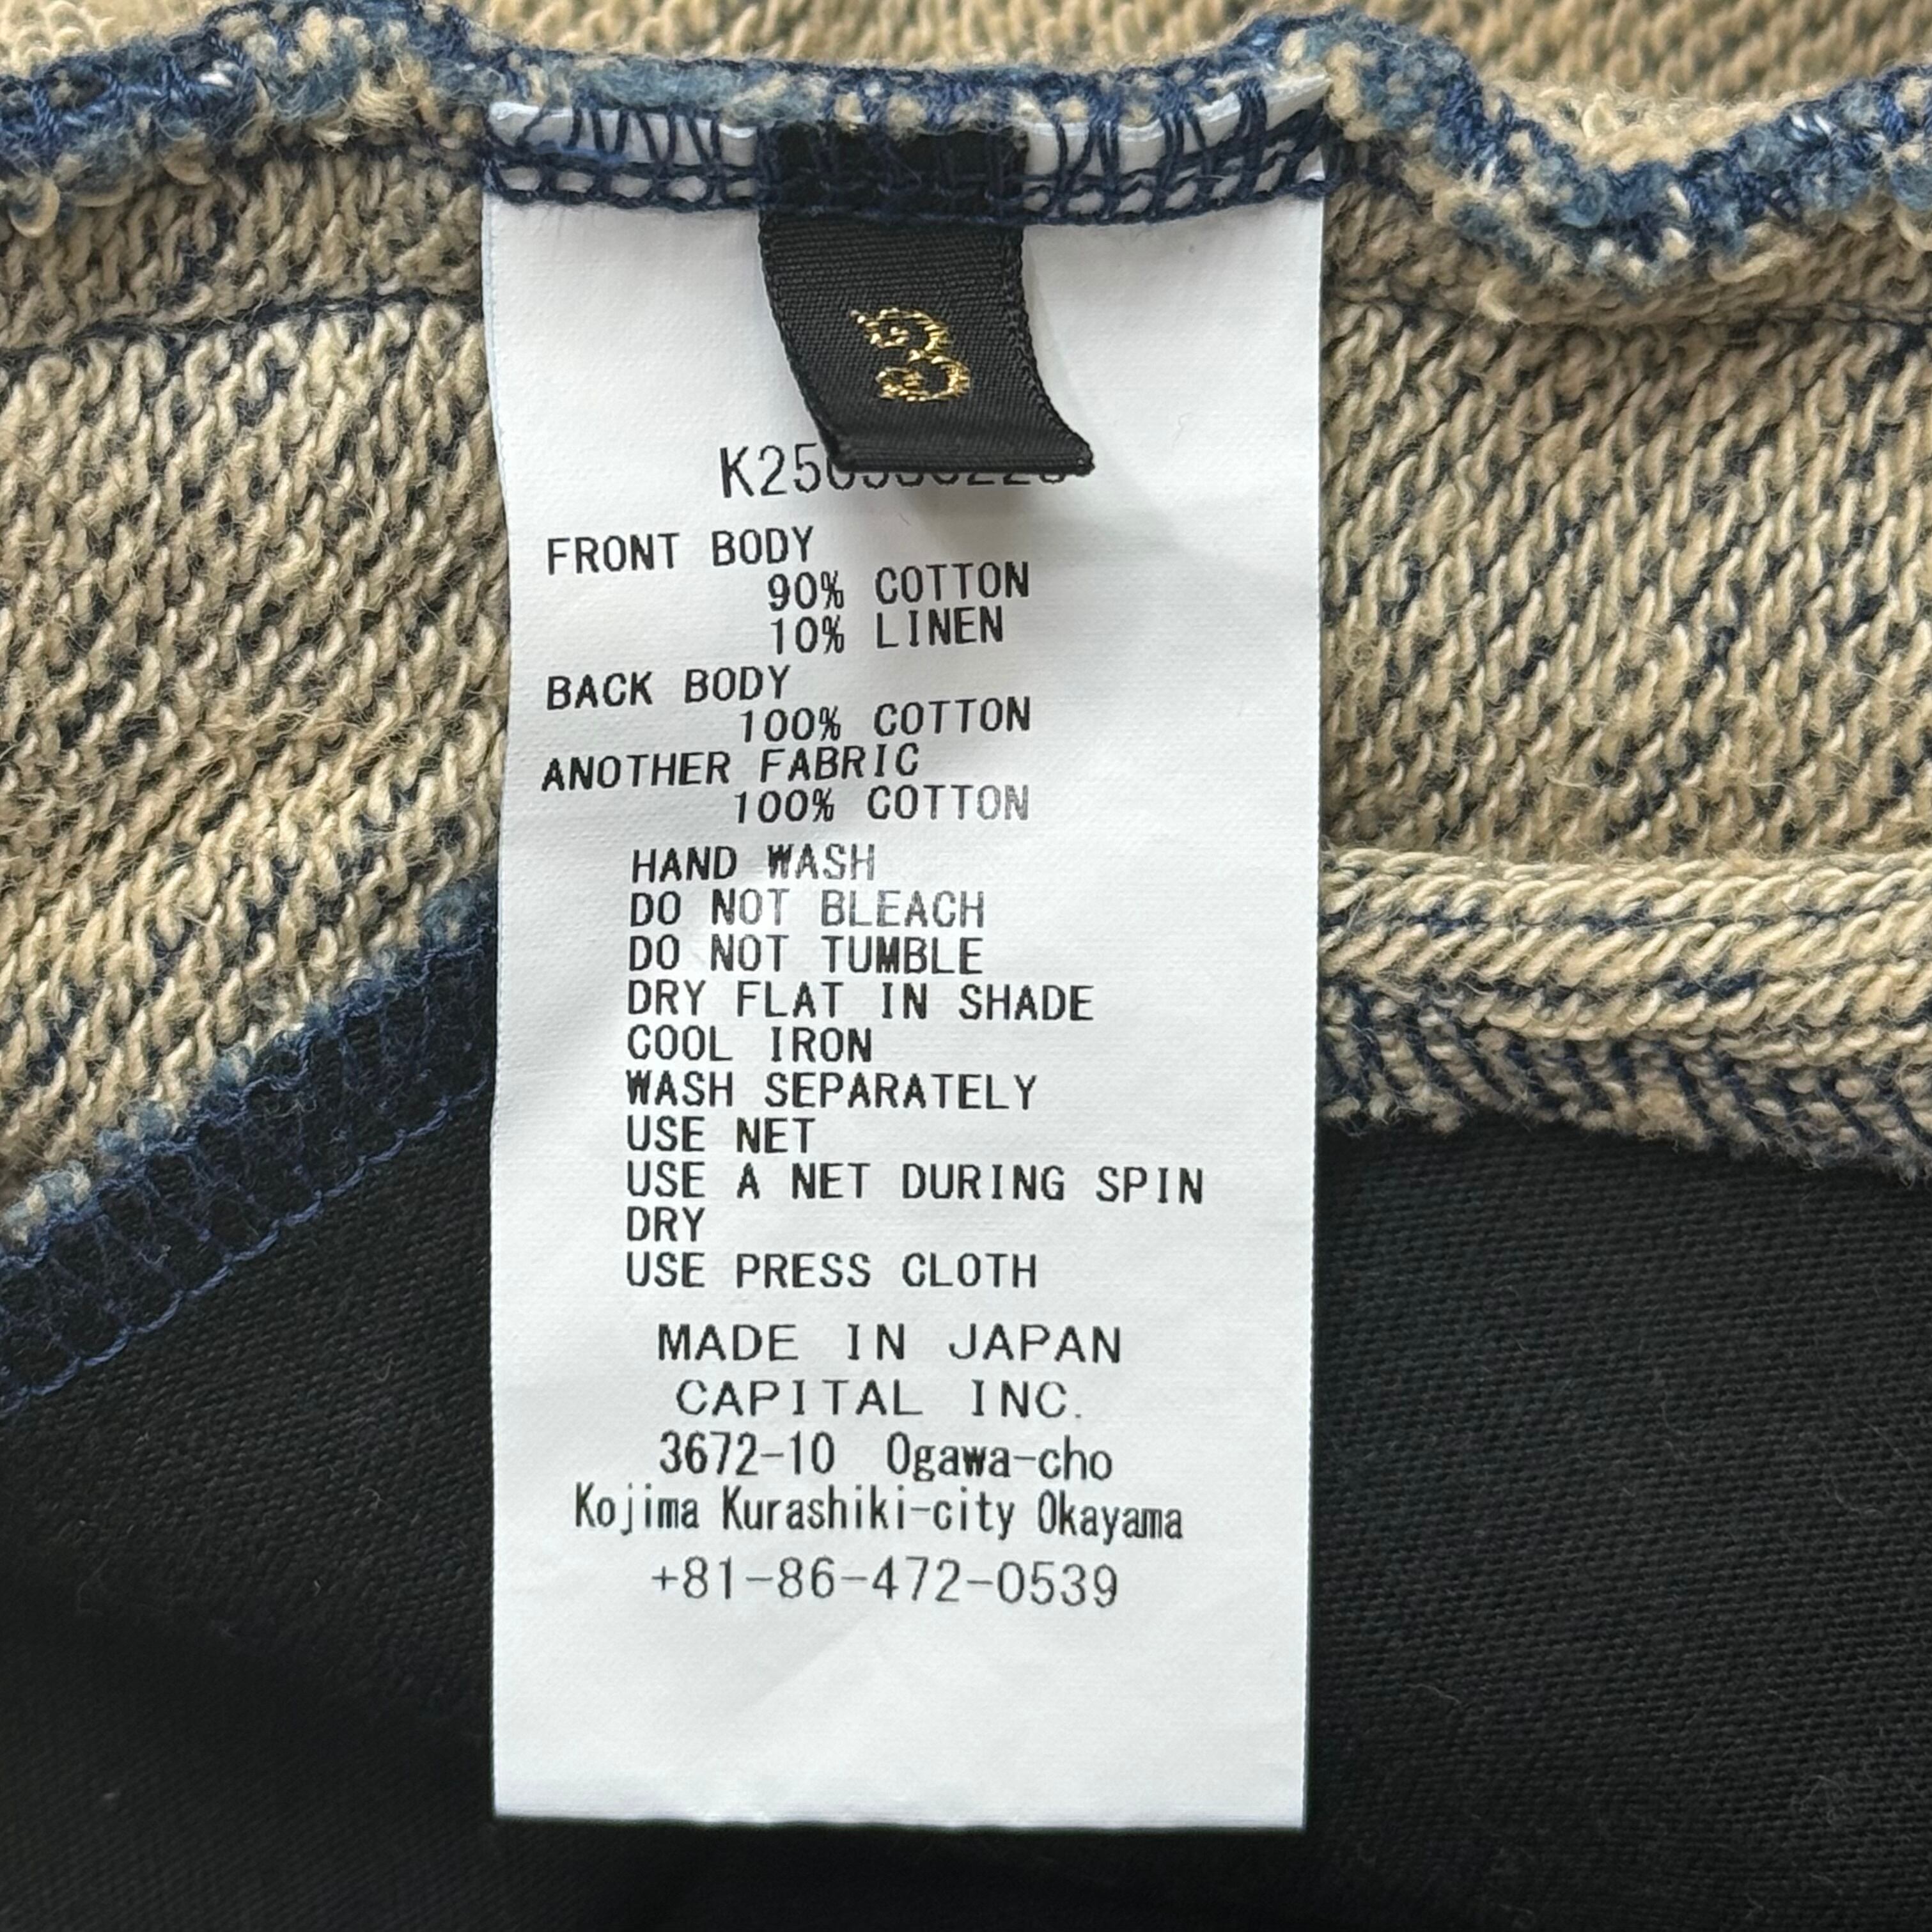 3
FRONT BODY
90% COTTON
10% LINEN
BACK BODY
100% COTTON
ANOTHER FABRIC
100% COTTON
HAND WASH
DO NOT BLEACH
DO NOT TUMBLE
DRY FLAT IN SHADE
COOL IRON
WASH SEPARATELY
USE NET
USE A NET DURING SPIN
DRY
USE PRESS CLOTH
MADE IN JAPAN
CAPITAL INC.
3672-10 Ogawa-cho
Kojima Kurashiki-city Okayama
+81-86-472-0539